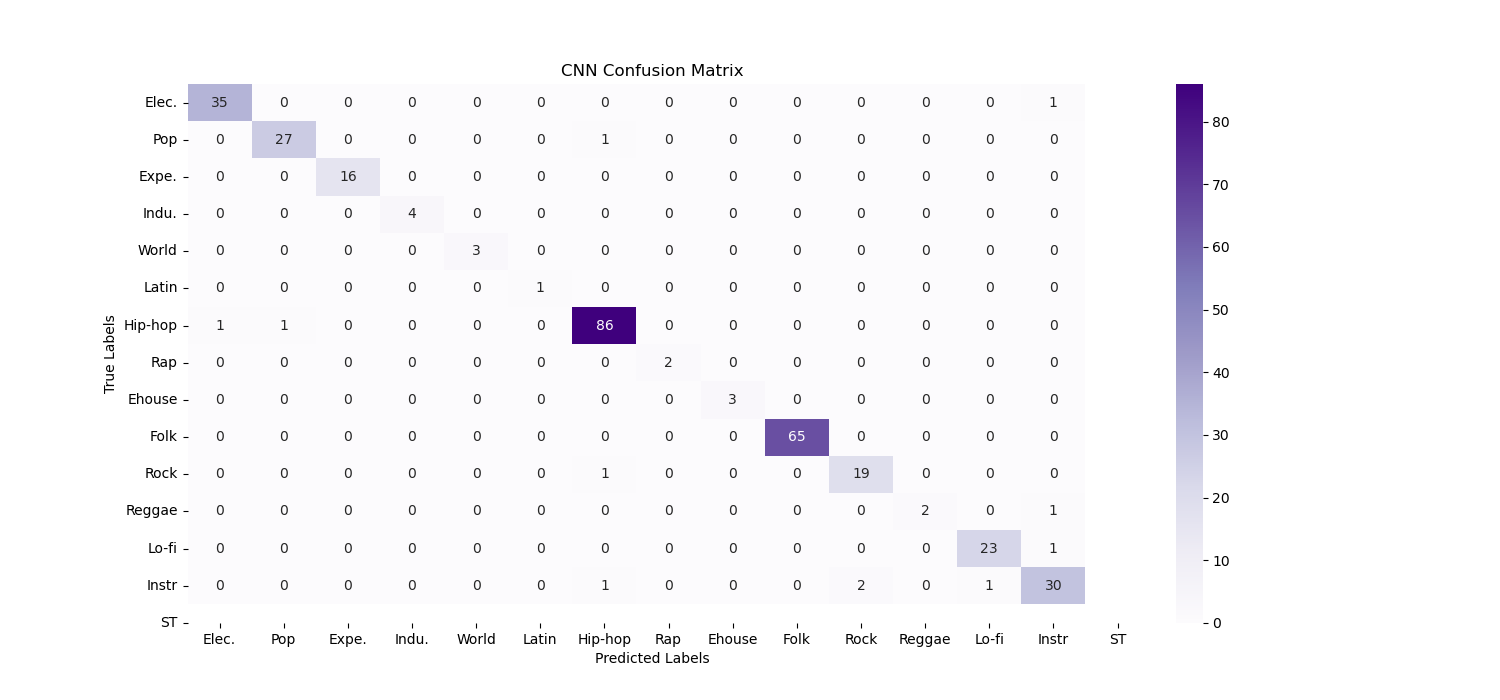 CNN Confusion Matrix
Elec. 35 0 0 0 0 0 0 0 0 0 0 0 0 1
Pop 0 27 0 0 0 0 1 0 0 0 0 0 0 0
Expe. 0 0 16 0 0 0 0 0 0 0 0 0 0 0
Indu. 0 0 0 4 0 0 0 0 0 0 0 0 0 0
World 0 0 0 0 3 0 0 0 0 0 0 0 0 0
Latin 0 0 0 0 0 1 0 0 0 0 0 0 0 0
Hip-hop 1 1 0 0 0 0 86 0 0 0 0 0 0 0
Rap 0 0 0 0 0 0 0 2 0 0 0 0 0 0
Ehouse 0 0 0 0 0 0 0 0 3 0 0 0 0 0
Folk 0 0 0 0 0 0 0 0 0 65 0 0 0 0
Rock 0 0 0 0 0 0 1 0 0 0 19 0 0 0
Reggae 0 0 0 0 0 0 0 0 0 0 0 2 0 1
Lo-fi 0 0 0 0 0 0 0 0 0 0 0 0 23 1
Instr 0 0 0 0 0 0 1 0 0 0 2 0 1 30
ST
True Labels
Elec. Pop Expe. Indu. World Latin Hip-hop Rap Ehouse Folk Rock Reggae Lo-fi Instr ST
Predicted Labels
80
70
60
50
40
30
20
10
0